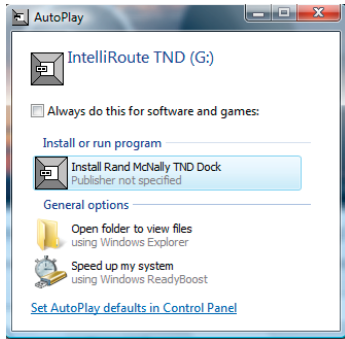 AutoPlay
IntelliRoute TND (G:)
Always do this for software and games:
Install or run program
Install Rand McNally TND Dock
Publisher not specified
General options
Open folder to view files
using Windows Explorer
Speed up my system
using Windows ReadyBoost
Set AutoPlay defaults in Control Panel